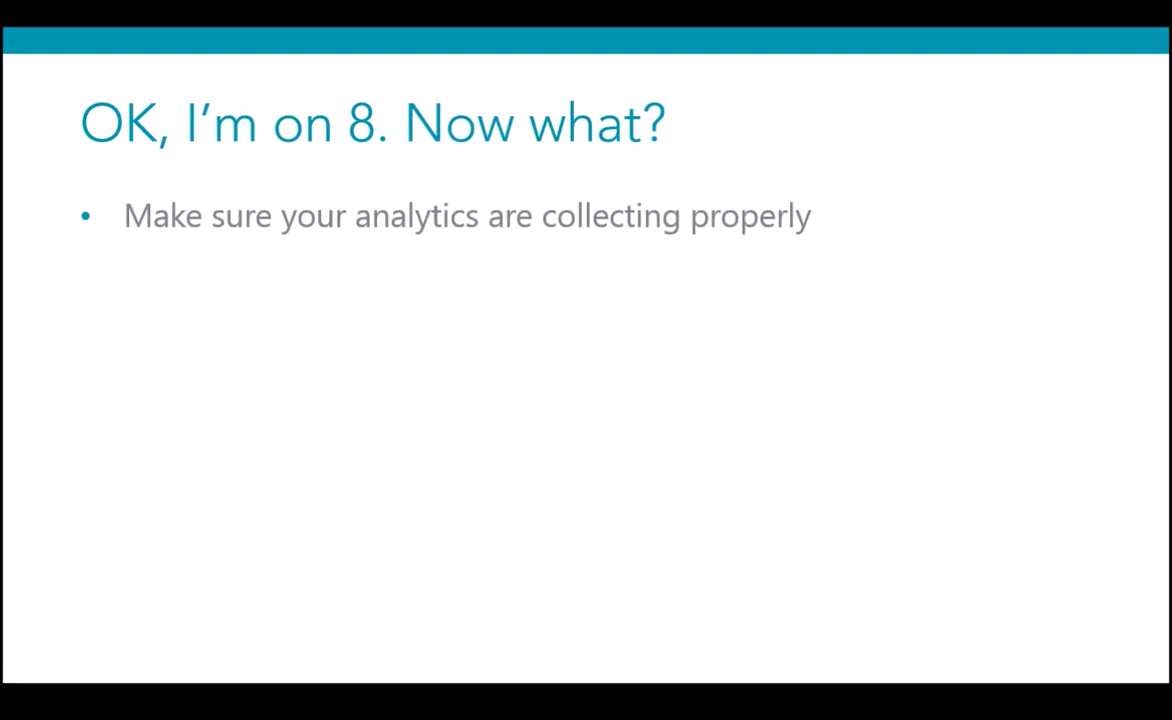 OK, I’m on 8. Now what?
• Make sure your analytics are collecting properly